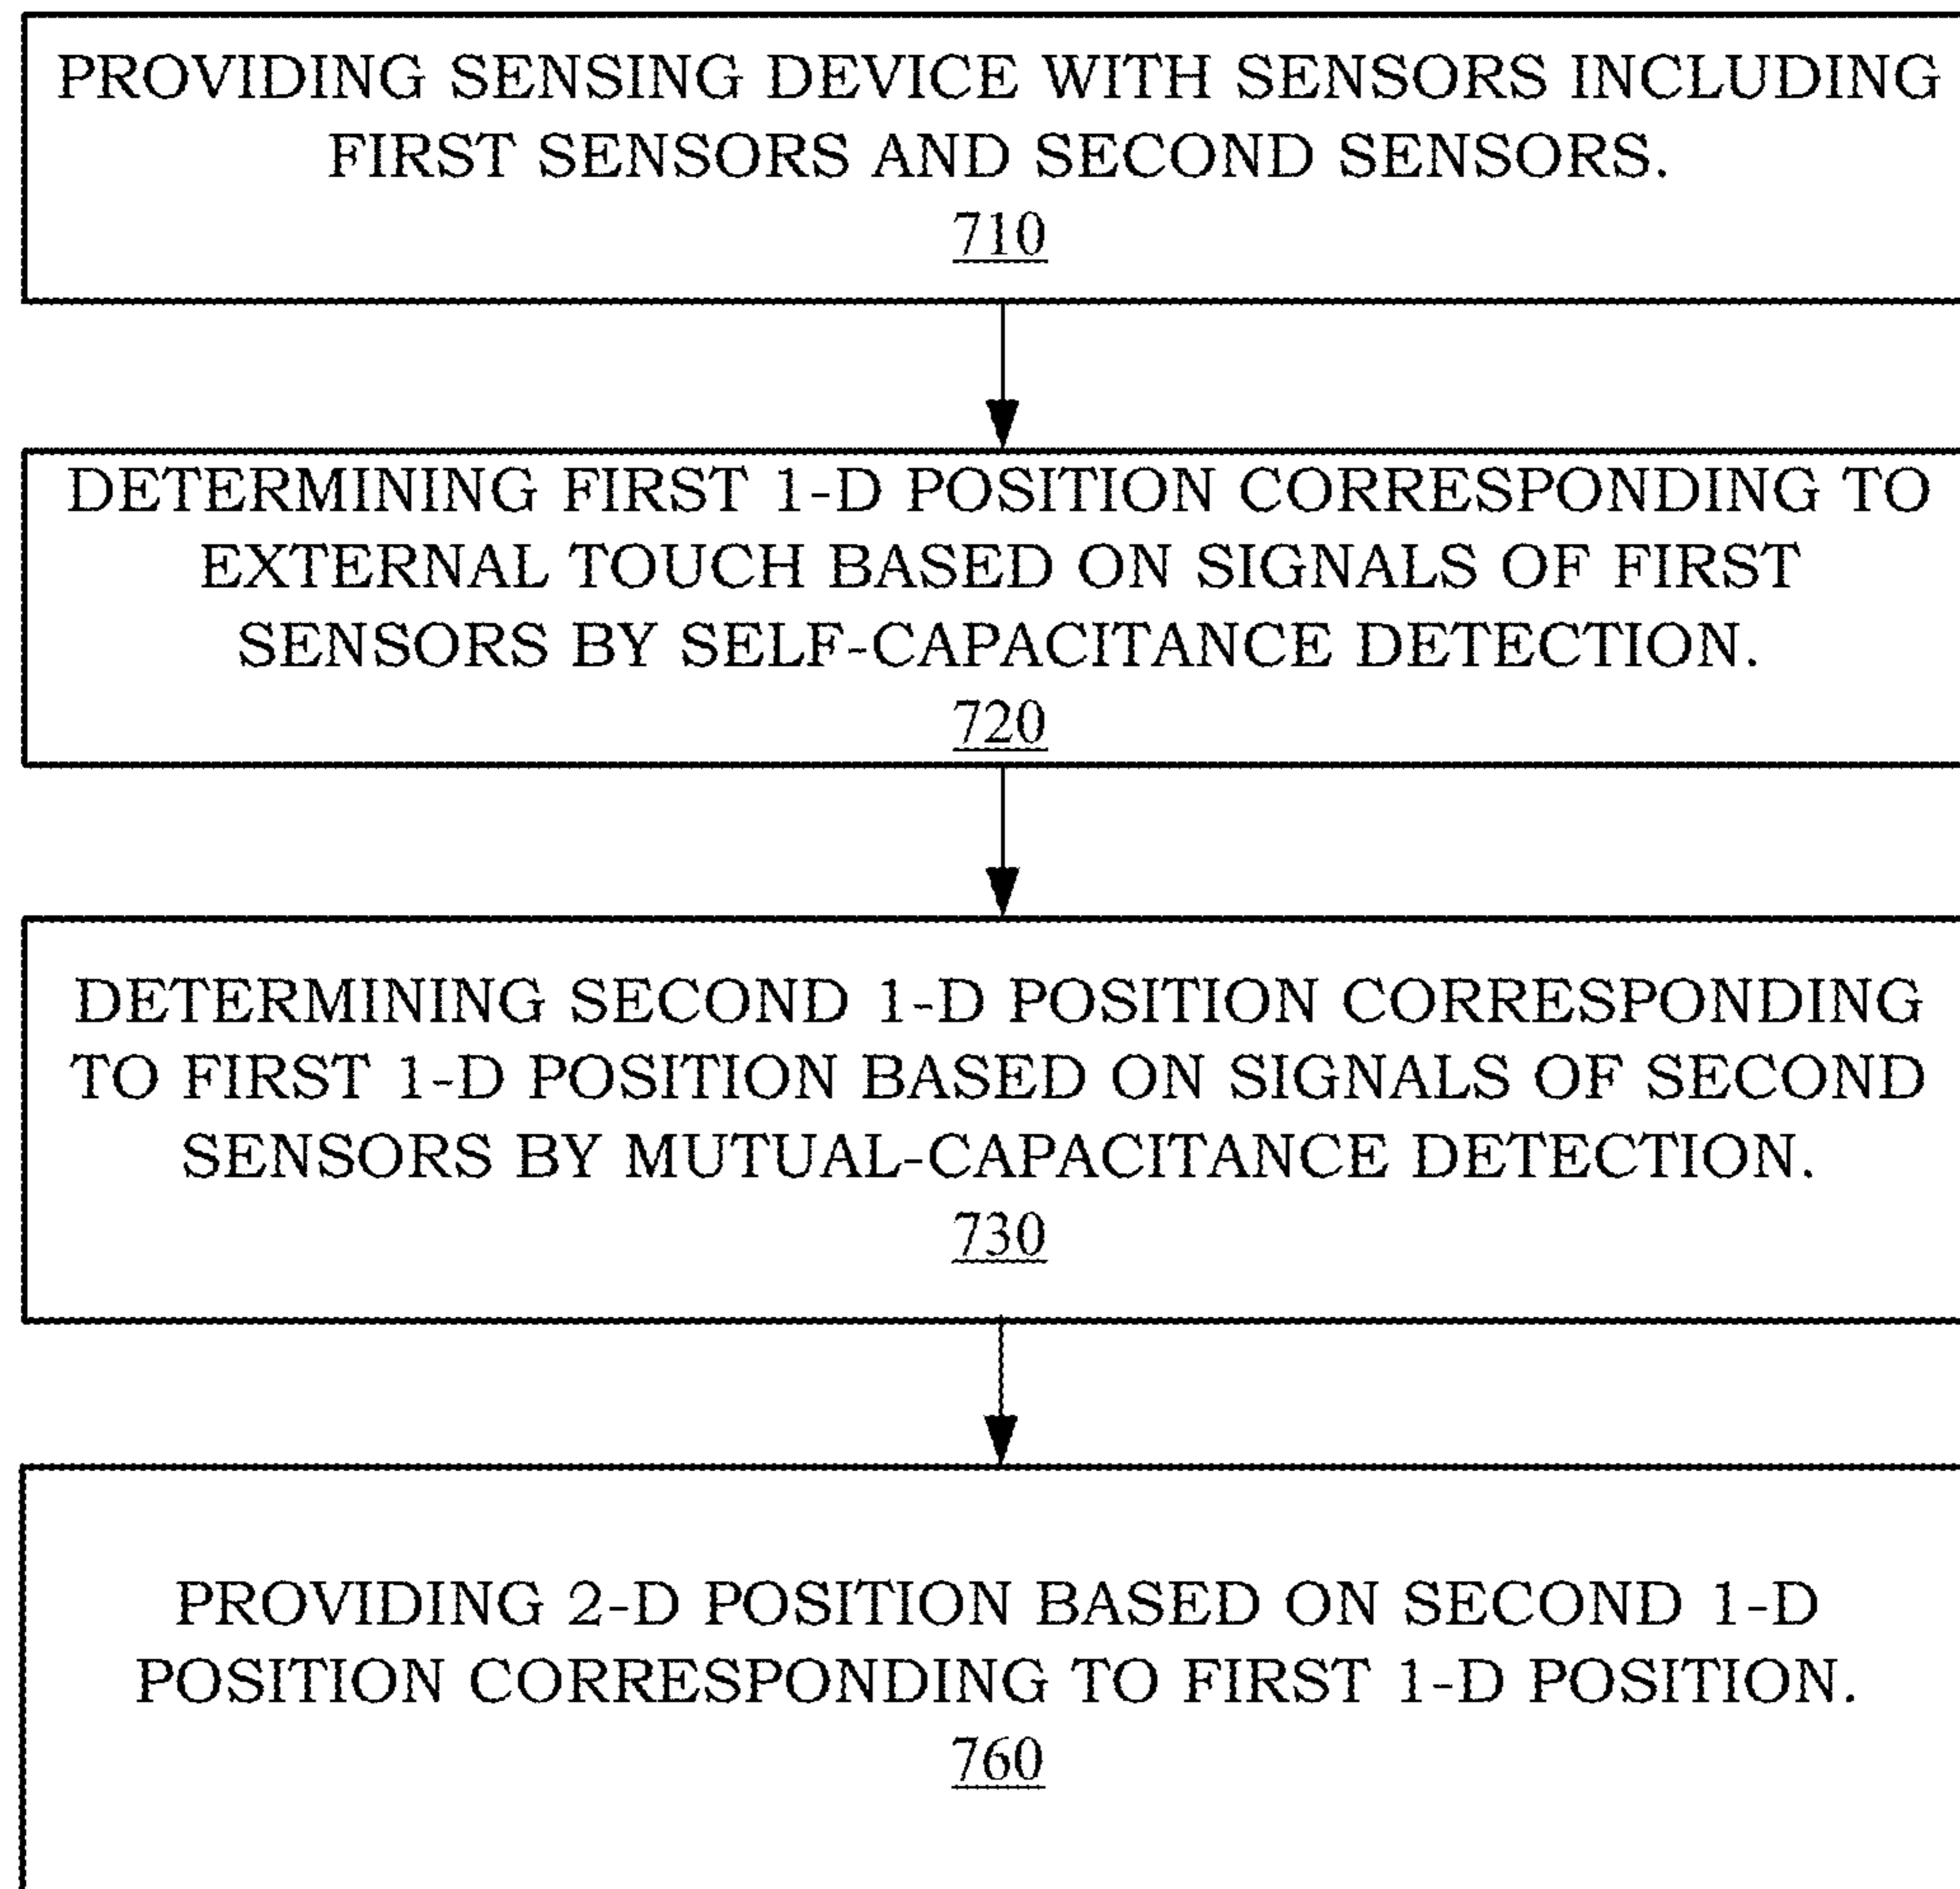 PROVIDING SENSING DEVICE WITH SENSORS INCLUDING
FIRST SENSORS AND SECOND SENSORS.
710
DETERMINING FIRST 1-D POSITION CORRESPONDING TO
EXTERNAL TOUCH BASED ON SIGNALS OF FIRST
SENSORS BY SELF-CAPACITANCE DETECTION.
720
DETERMINING SECOND 1-D POSITION CORRESPONDING
TO FIRST 1-D POSITION BASED ON SIGNALS OF SECOND
SENSORS BY MUTUAL-CAPACITANCE DETECTION.
730
PROVIDING 2-D POSITION BASED ON SECOND 1-D
POSITION CORRESPONDING TO FIRST 1-D POSITION.
760